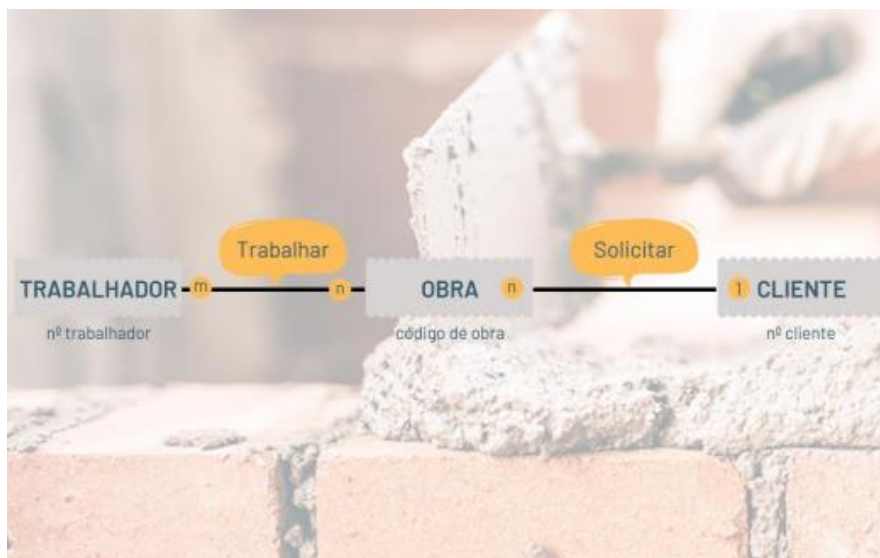 Trabalhar
Solicitar
TRABALHADOR m n OBRA n 1 CLIENTE
nº trabalhador código de obra nº cliente